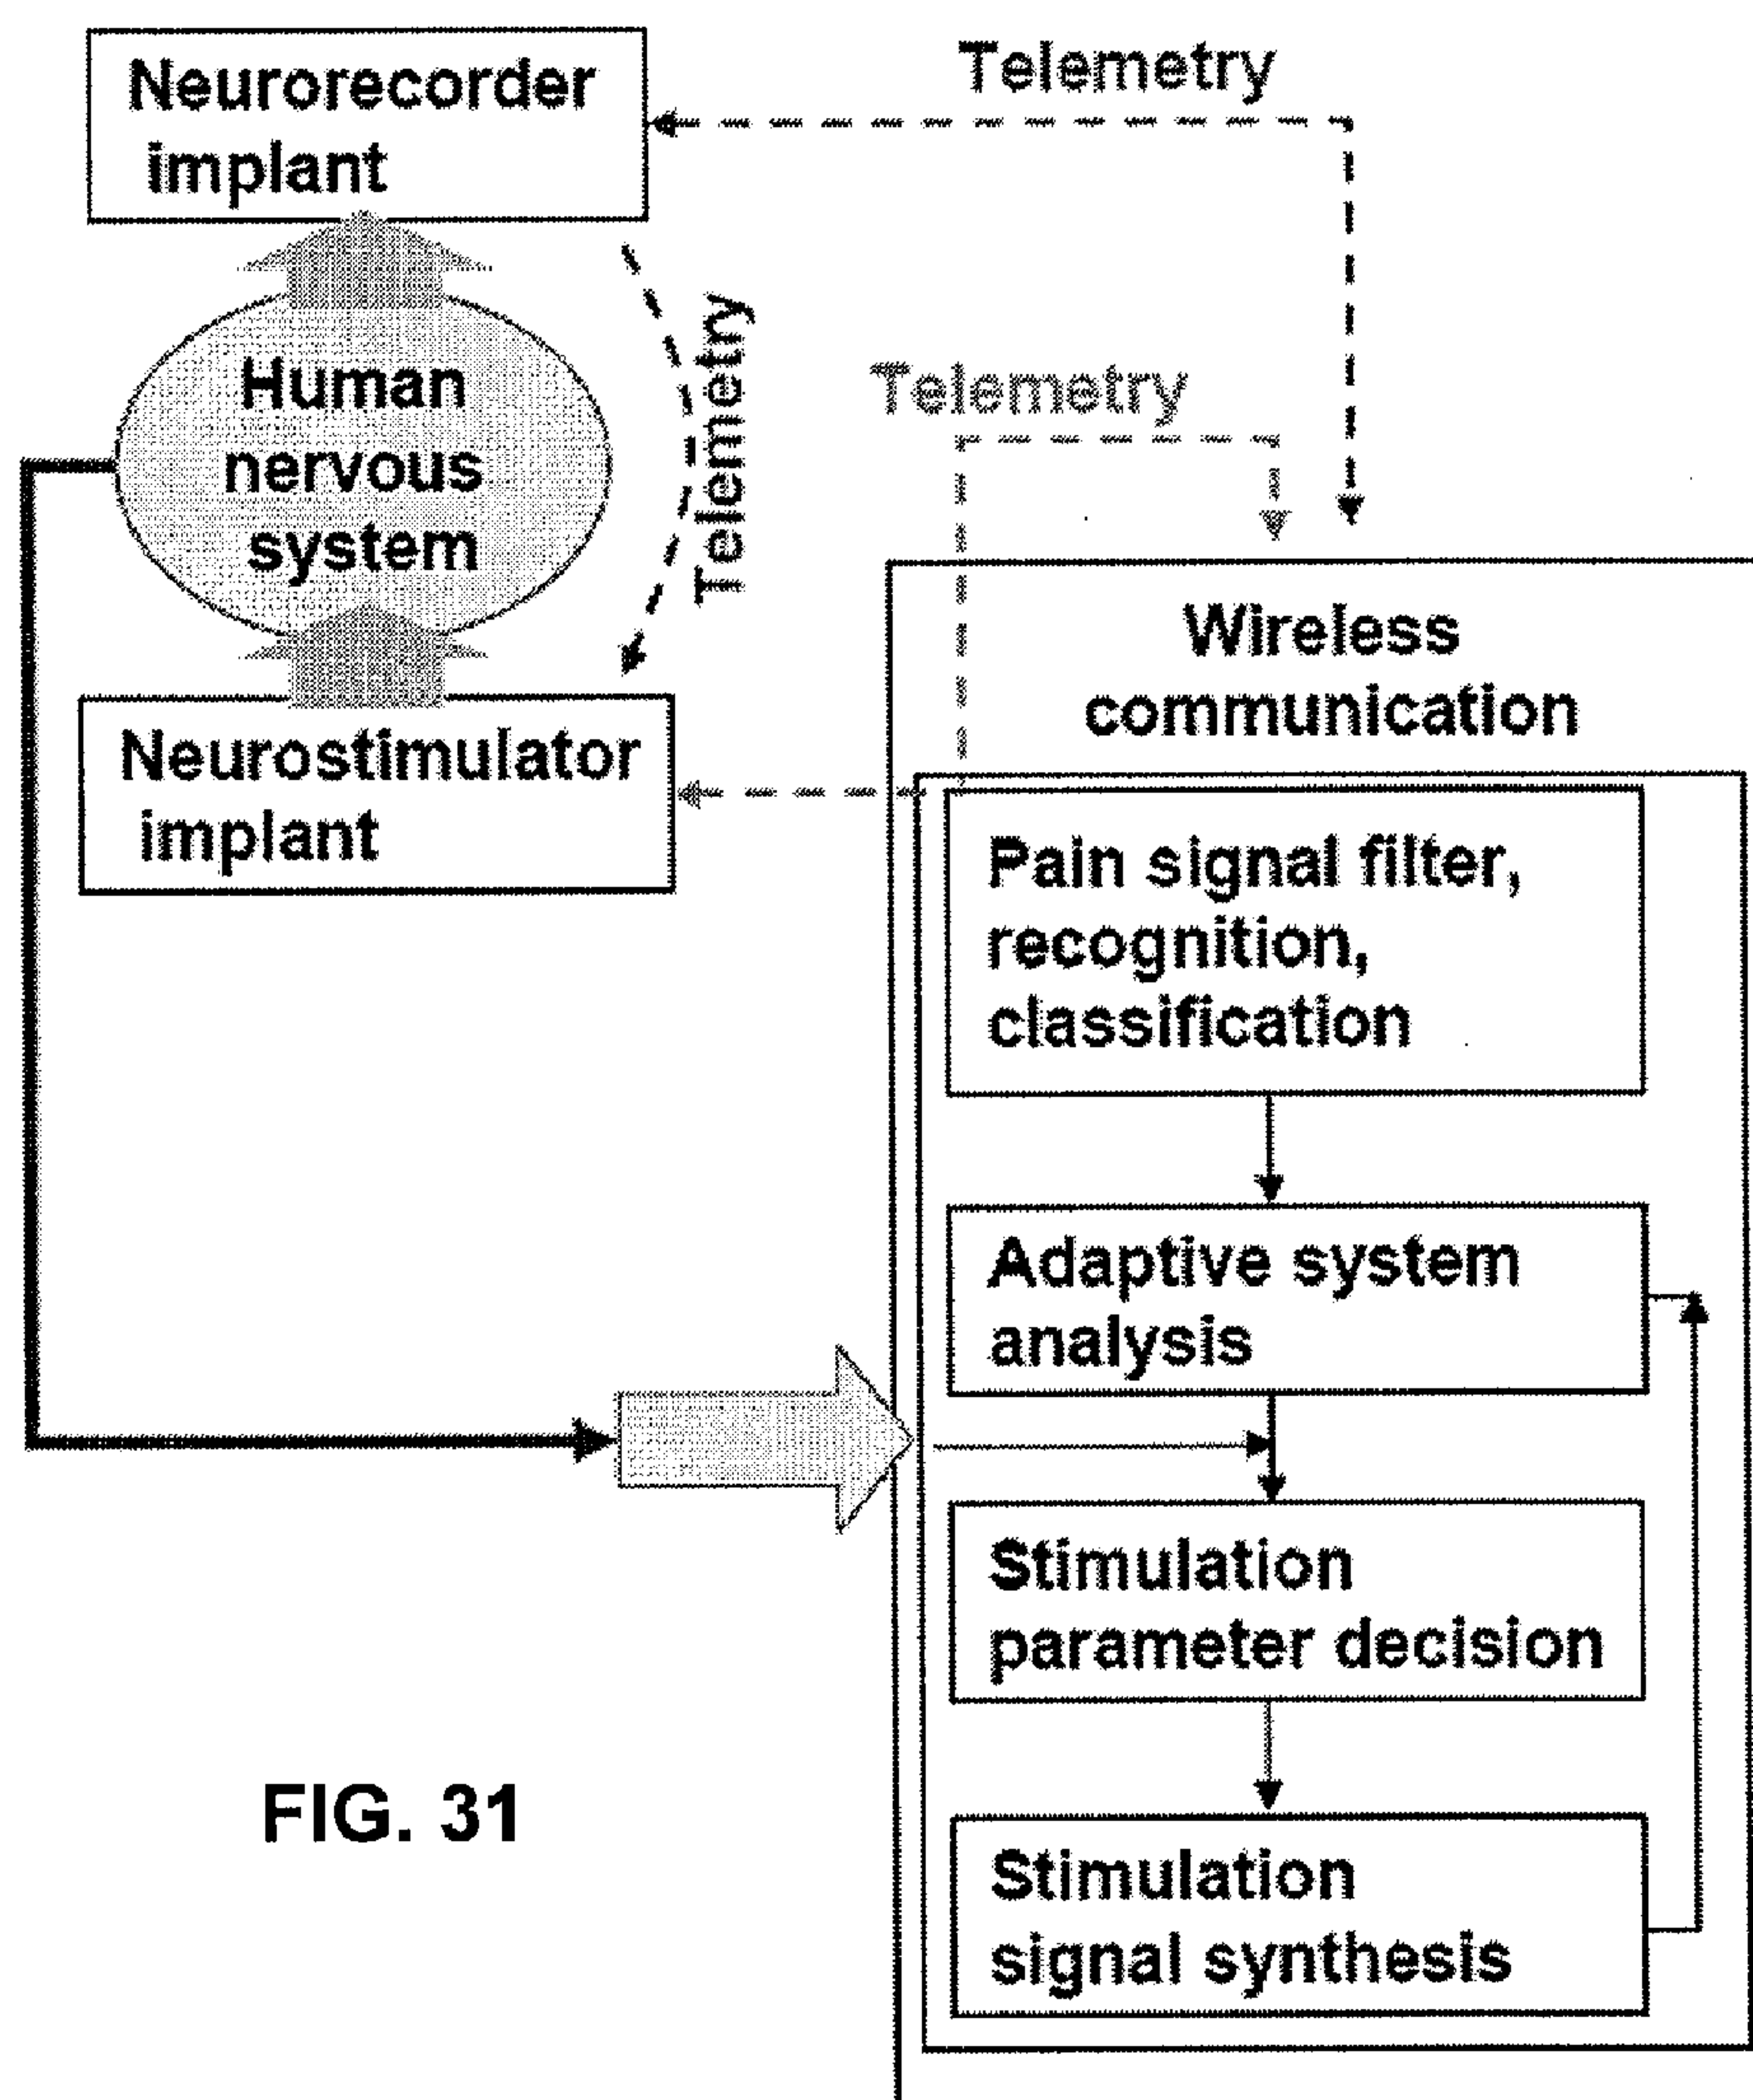 Neurorecorder
implant
Telemetry
Human
nervous
system
Telemetry
Telemetry
Neurostimulator
implant
Wireless
communication
Pain signal filter,
recognition,
classification
Adaptive system
analysis
Stimulation
parameter decision
Stimulation
signal synthesis
FIG. 31